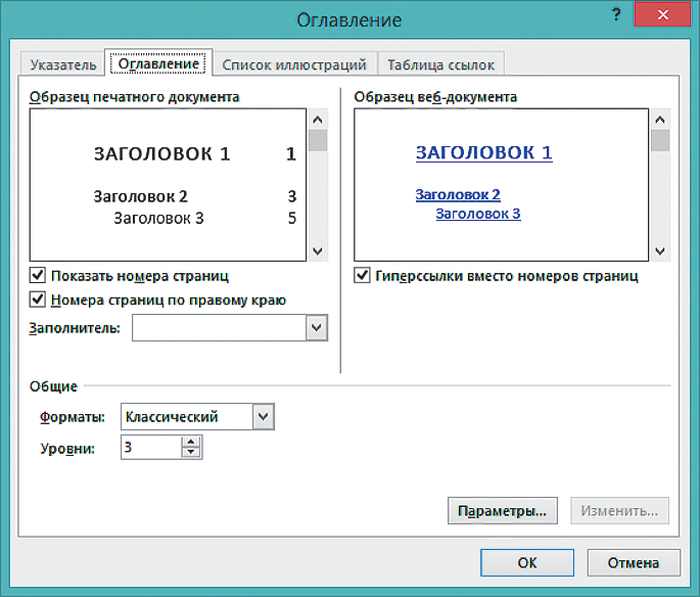 Оглавление
?
Указатель Оглавление Список иллюстраций Таблица ссылок
Образец печатного документа
ЗАГОЛОВОК 1 1
Заголовок 2 3
Заголовок 3 5
Показать номера страниц
Номера страниц по правому краю
Заполнитель:
Образец веб-документа
ЗАГОЛОВОК 1
Заголовок 2
Заголовок 3
Гиперссылки вместо номеров страниц
Общие
Форматы: Классический
Уровни: 3
Параметры... Изменить...
ОК Отмена